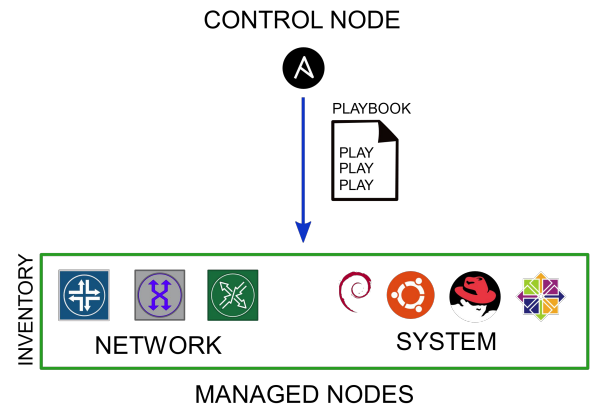 CONTROL NODE
PLAYBOOK
PLAY
PLAY
PLAY
INVENTORY
NETWORK
SYSTEM
MANAGED NODES